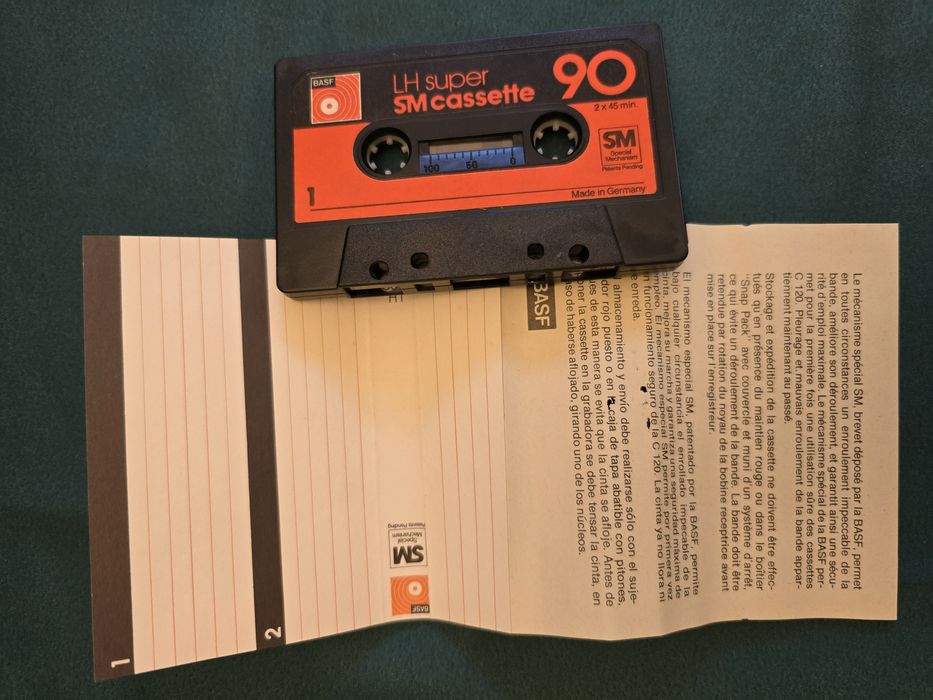 BASF
LH super
SM cassette
90
2 x 45 min.
100 50 0
SM
Special
Mechanism
Patents Pending
1
Made in Germany
Le mécanisme spécial SM, brevet déposé par la BASF, permet
en toutes circonstances un enroulement impeccable de la
bande, améliore son déroulement, et garantit ainsi une sécu-
rité d'emploi maximale. Le mécanisme spécial de la BASF per-
met pour la première fois une utilisation sûre des cassettes
C 120. Pleurage et mauvais enroulement de la bande appar-
tiennent maintenant au passé.
Stockage et expédition de la cassette ne doivent être effec-
tués qu'en présence du maintien rouge ou dans le boîtier
"Snap Pack" avec couvercle et muni d'un système d'arrêt,
ce qui évite un déroulement de la bande. La bande doit être
retendue par rotation du noyau de la bobine receptrice avant
mise en place sur l'enregistreur.
El mecanismo especial SM, patentado por la BASF, permite
bajo cualquier circunstancia el enrollado impecable de la
cinta, mejora su marcha y garantiza una seguridad máxima de
empleo. El mecanismo especial SM permite por primera vez
un funcionamiento seguro de la C 120. La cinta ya no llora ni
se enreda.
almacenamiento y envío debe realizarse sólo con el suje-
dor rojo puesto o en la caja de tapa abatible con pitones,
es de esta manera se evita que la cinta se afloje. Antes de
oner la cassette en la grabadora se debe tensar la cinta, en
so de haberse aflojado, girando uno de los núcleos.
BASF
SM
Special
Mechanism
Patents Pending
BASF
2
1